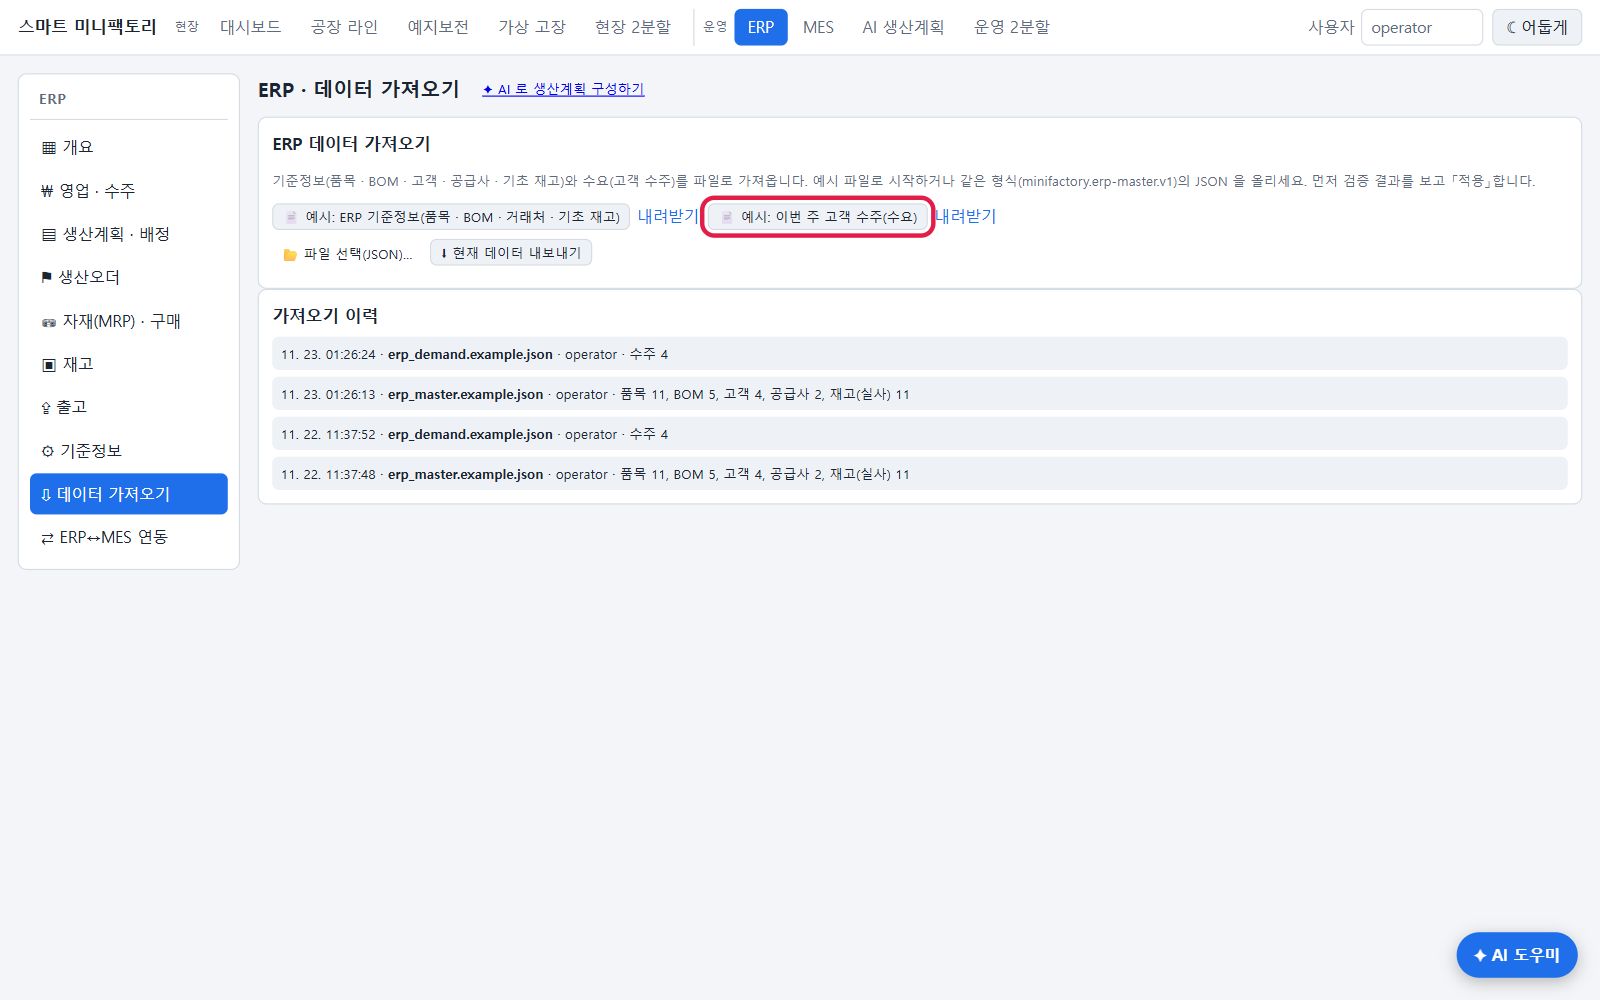 스마트 미니팩토리 현장 대시보드 공장 라인 예지보전 가상 고장 현장 2분할 운영 ERP MES AI 생산계획 운영 2분할 사용자 operator ☾ 어둡게
ERP
▦ 개요
₩ 영업 · 수주
▤ 생산계획 · 배정
⚑ 생산오더
자재(MRP) · 구매
▣ 재고
⇪ 출고
⚙ 기준정보
⇩ 데이터 가져오기
⇄ ERP↔MES 연동
ERP · 데이터 가져오기 ✦ AI 로 생산계획 구성하기
ERP 데이터 가져오기
기준정보(품목 · BOM · 고객 · 공급사 · 기초 재고)와 수요(고객 수주)를 파일로 가져옵니다. 예시 파일로 시작하거나 같은 형식(minifactory.erp-master.v1)의 JSON 을 올리세요. 먼저 검증 결과를 보고 「적용」합니다.
예시: ERP 기준정보(품목 · BOM · 거래처 · 기초 재고) 내려받기 예시: 이번 주 고객 수주(수요) 내려받기
파일 선택(JSON)... ⬇ 현재 데이터 내보내기
가져오기 이력
11. 23. 01:26:24 · erp_demand.example.json · operator · 수주 4
11. 23. 01:26:13 · erp_master.example.json · operator · 품목 11, BOM 5, 고객 4, 공급사 2, 재고(실사) 11
11. 22. 11:37:52 · erp_demand.example.json · operator · 수주 4
11. 22. 11:37:48 · erp_master.example.json · operator · 품목 11, BOM 5, 고객 4, 공급사 2, 재고(실사) 11
✦ AI 도우미